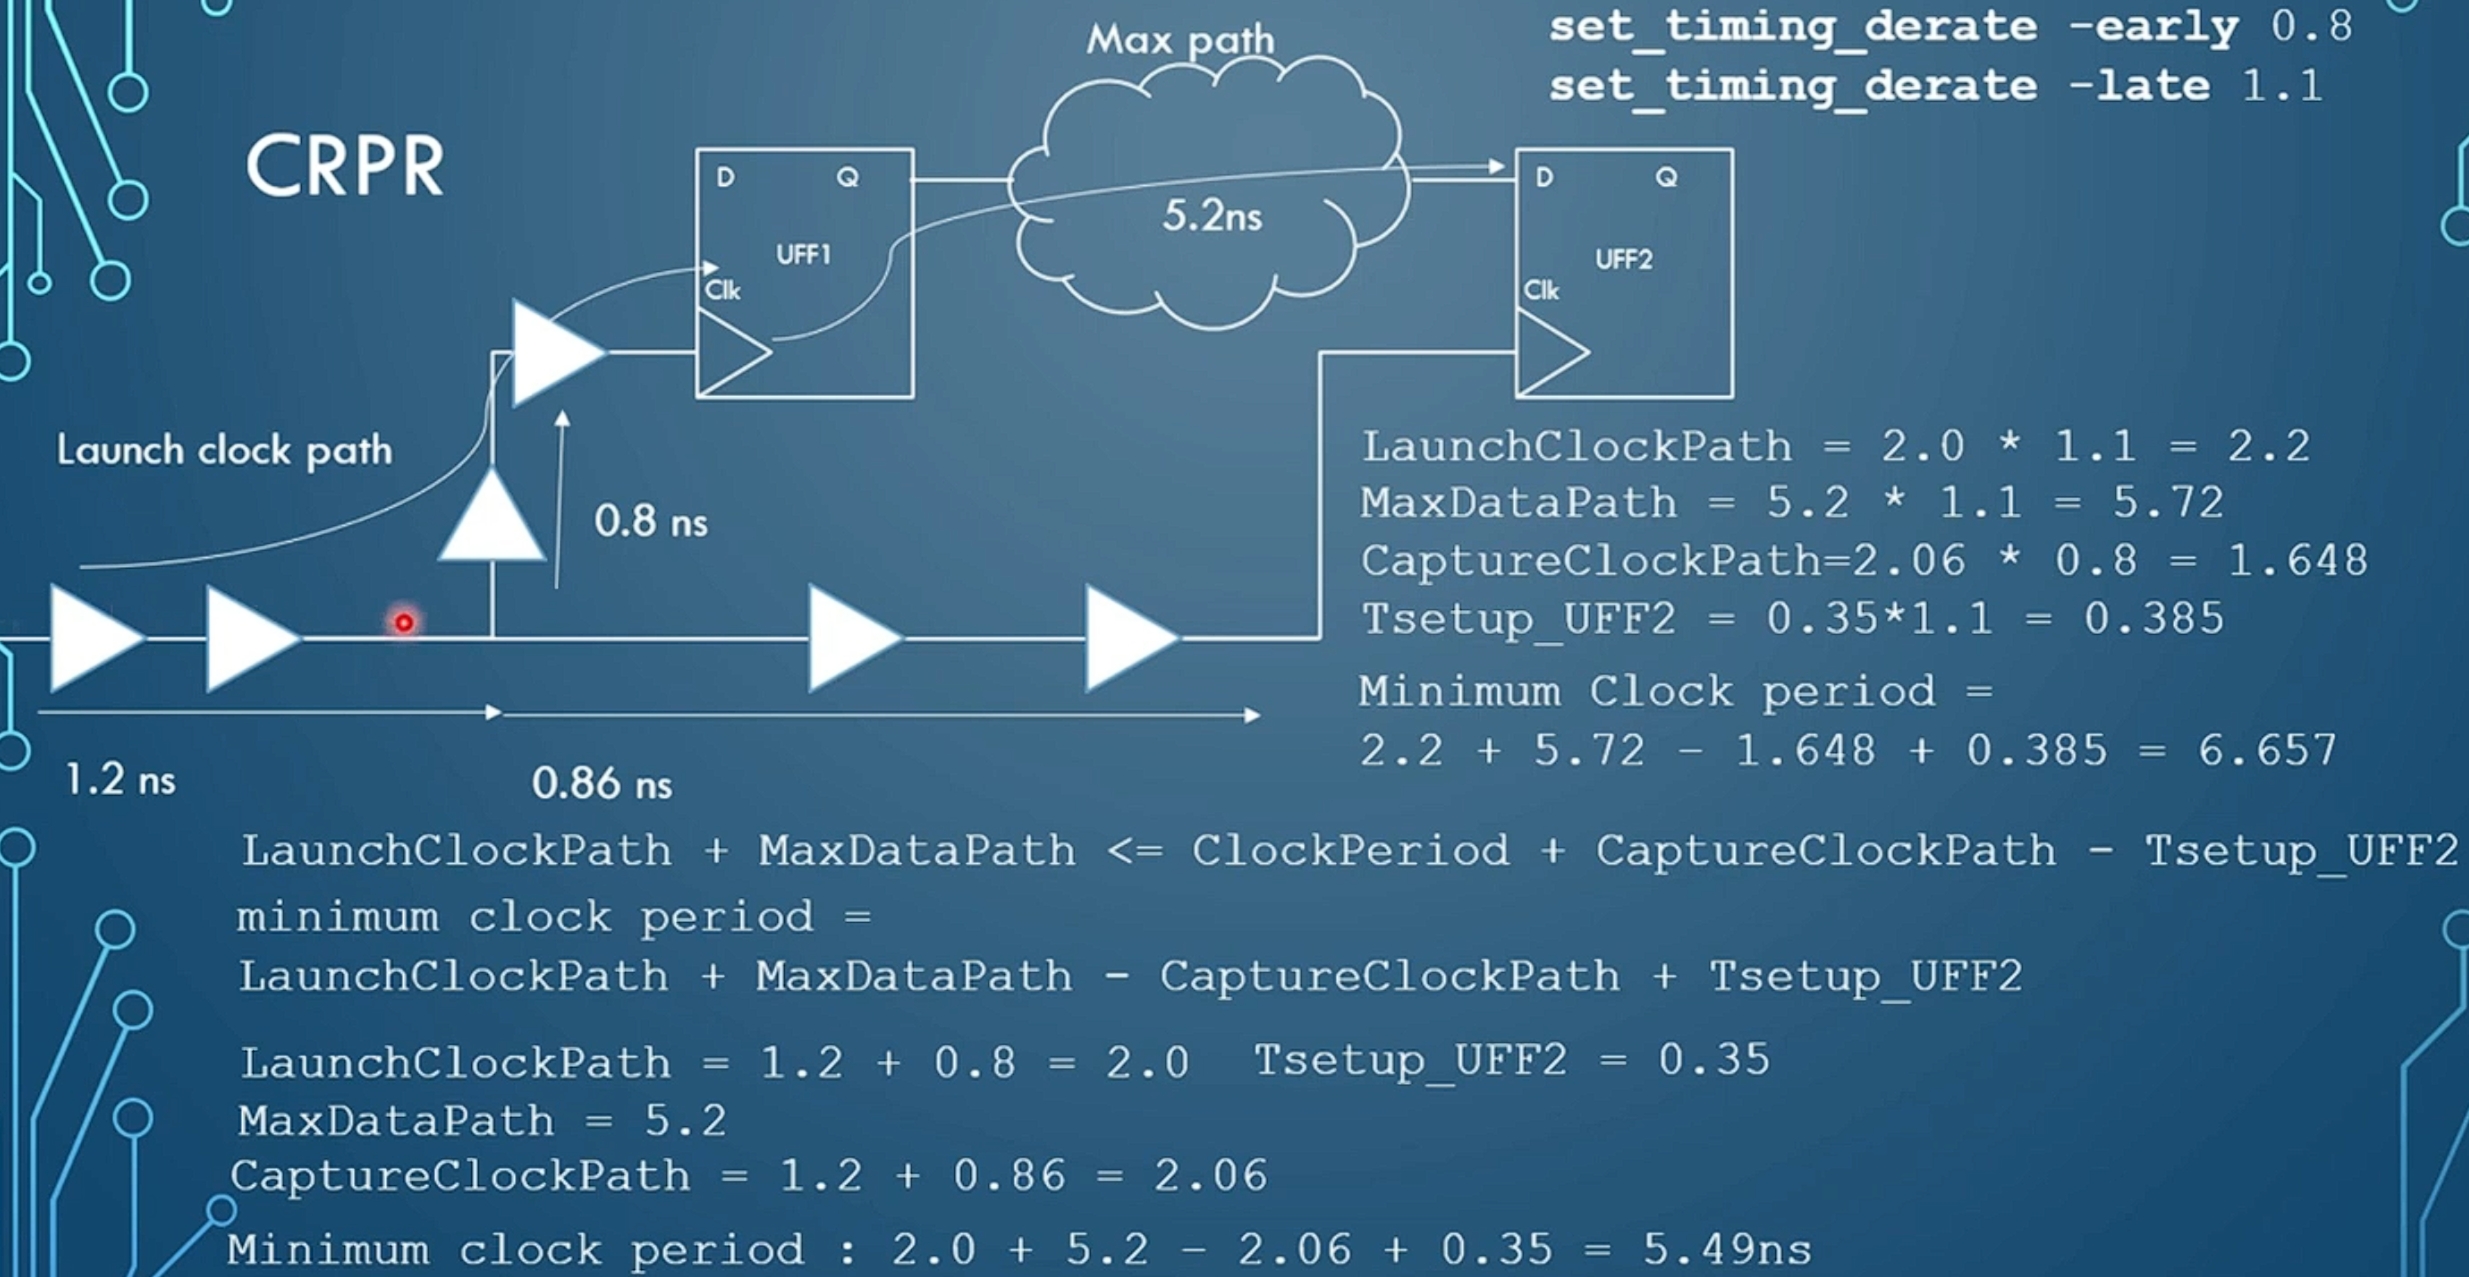 Max path
set_timing_derate -early 0.8
set_timing_derate -late 1.1
CRPR
D Q
UFF1
Clk
5.2ns
D Q
UFF2
Clk
Launch clock path
0.8 ns
1.2 ns
0.86 ns
LaunchClockPath = 2.0 * 1.1 = 2.2
MaxDataPath = 5.2 * 1.1 = 5.72
CaptureClockPath=2.06 * 0.8 = 1.648
Tsetup_UFF2 = 0.35*1.1 = 0.385
Minimum Clock period =
2.2 + 5.72 - 1.648 + 0.385 = 6.657
LaunchClockPath + MaxDataPath <= ClockPeriod + CaptureClockPath - Tsetup_UFF2
minimum clock period =
LaunchClockPath + MaxDataPath - CaptureClockPath + Tsetup_UFF2
LaunchClockPath = 1.2 + 0.8 = 2.0 Tsetup_UFF2 = 0.35
MaxDataPath = 5.2
CaptureClockPath = 1.2 + 0.86 = 2.06
Minimum clock period : 2.0 + 5.2 - 2.06 + 0.35 = 5.49ns